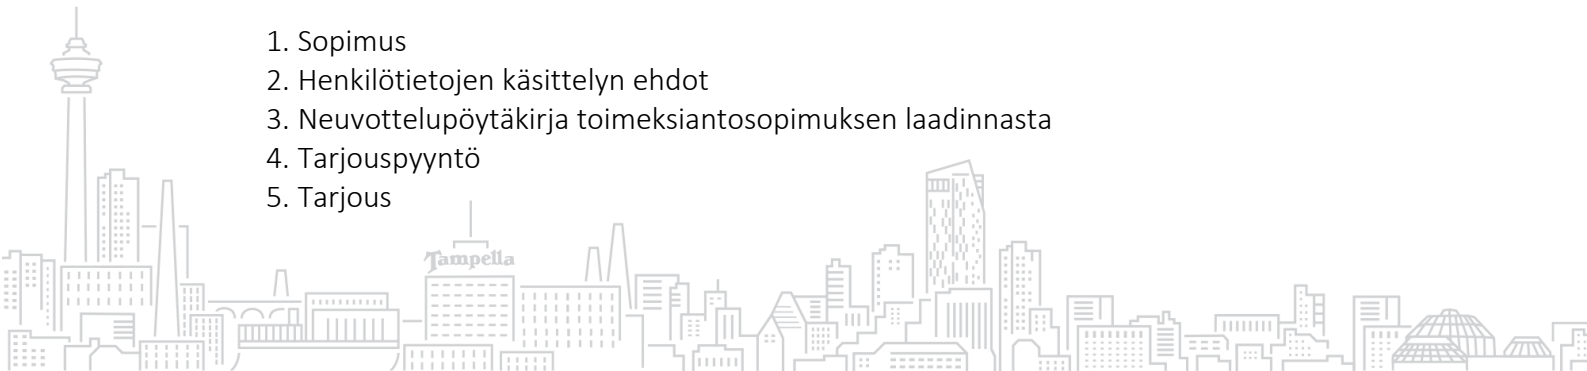 1. Sopimus
2. Henkilötietojen käsittelyn ehdot
3. Neuvottelupöytäkirja toimeksiantosopimuksen laadinnasta
4. Tarjouspyyntö
5. Tarjous
Tampella